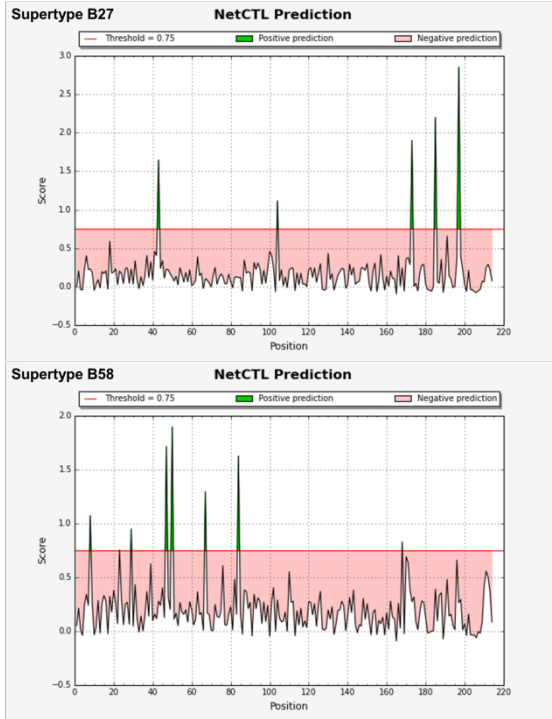 Supertype B27
NetCTL Prediction
Threshold = 0.75 Positive prediction Negative prediction
3.0
2.5
2.0
1.5
1.0
0.5
0.0
−0.5
Score
0 20 40 60 80 100 120 140 160 180 200 220
Position
Supertype B58
NetCTL Prediction
Threshold = 0.75 Positive prediction Negative prediction
2.0
1.5
1.0
0.5
0.0
−0.5
Score
0 20 40 60 80 100 120 140 160 180 200 220
Position